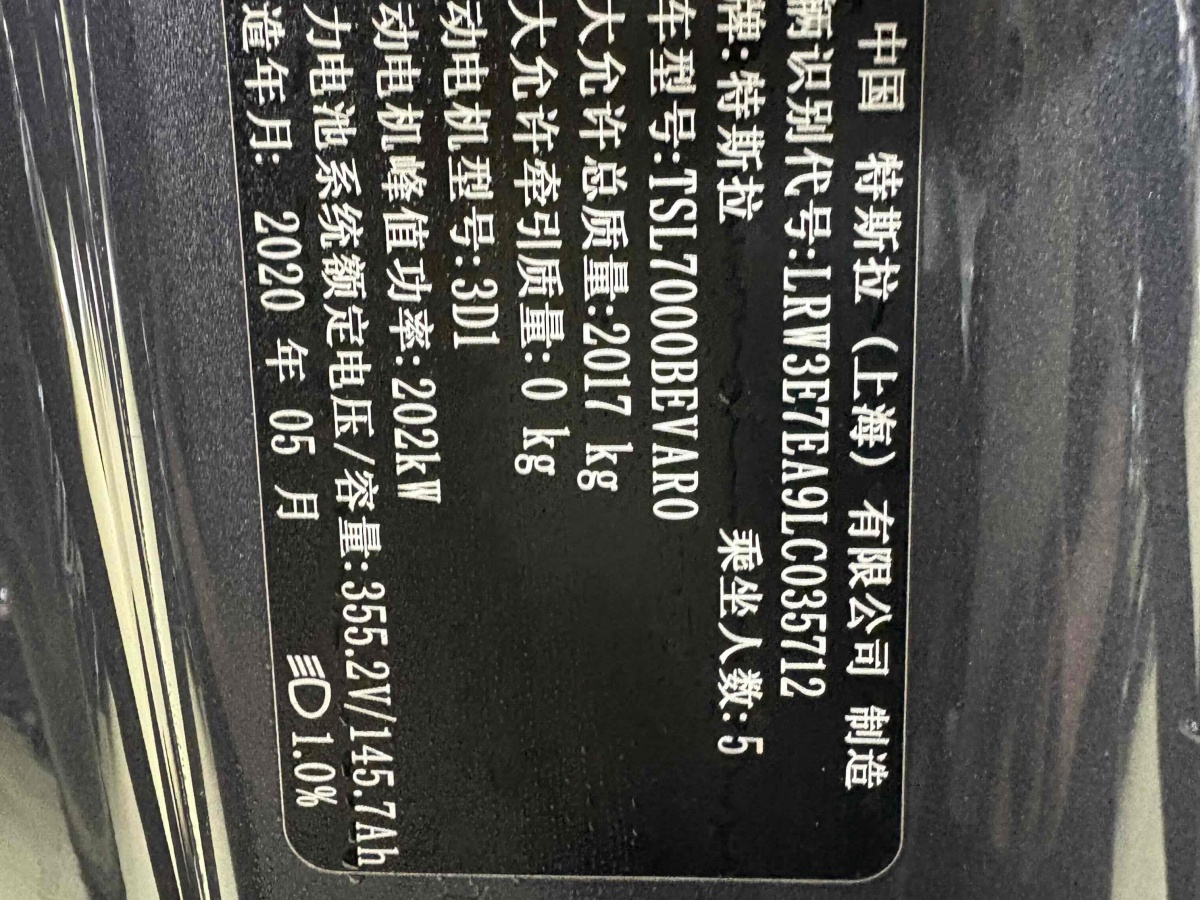 中国 特斯拉（上海）有限公司 制造
辆识别代号:LRW3E7EA9LC035712
牌:特斯拉 乘坐人数:5
车型号:TSL7000BEVAR0
大允许总质量:2017 kg
大允许牵引质量:0 kg
动电机型号:3D1
动电机峰值功率:202kW
力电池系统额定电压/容量:355.2V/145.7Ah
造年月: 2020 年 05 月 1.0%